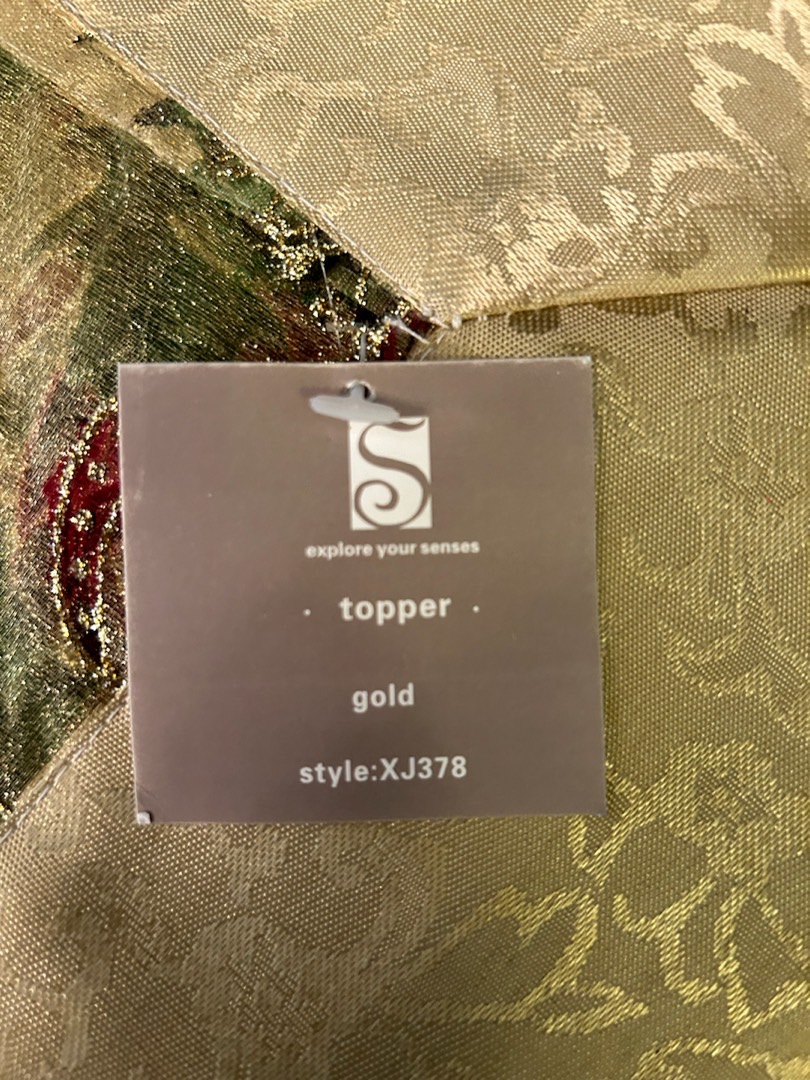 S
explore your senses
· topper ·
gold
style:XJ378